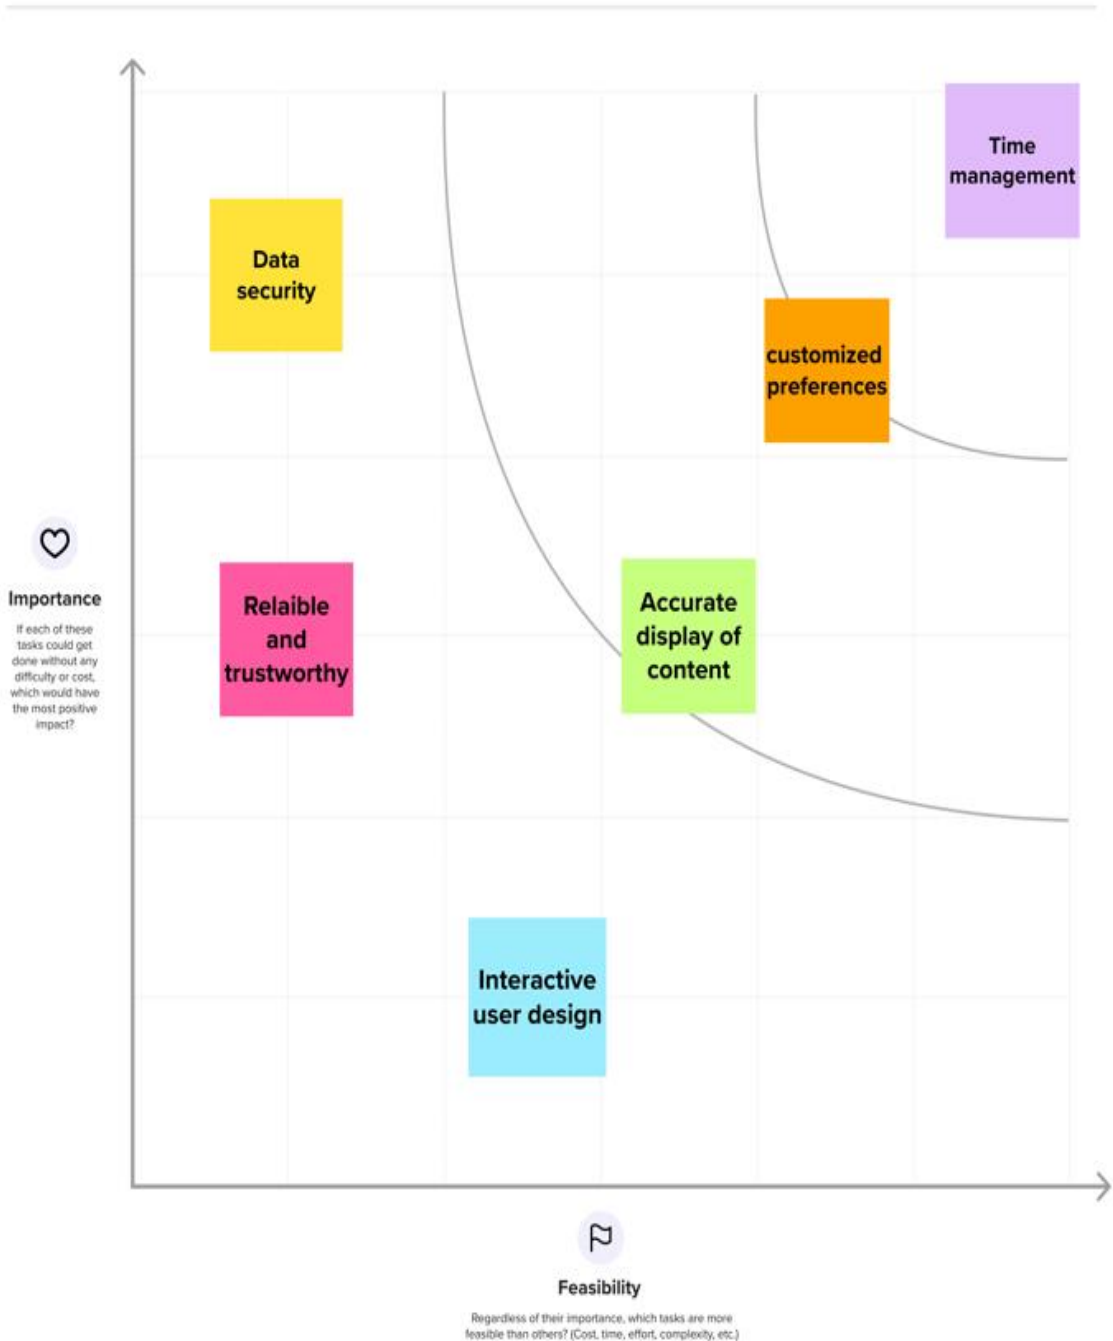 Time
management
Data
security
customized
preferences
Importance
If each of these
tasks could get
done without any
difficulty or cost,
which would have
the most positive
impact?
Relaible
and
trustworthy
Accurate
display of
content
Interactive
user design
Feasibility
Regardless of their importance, which tasks are more
feasible than others? (Cost, time, effort, complexity, etc.)